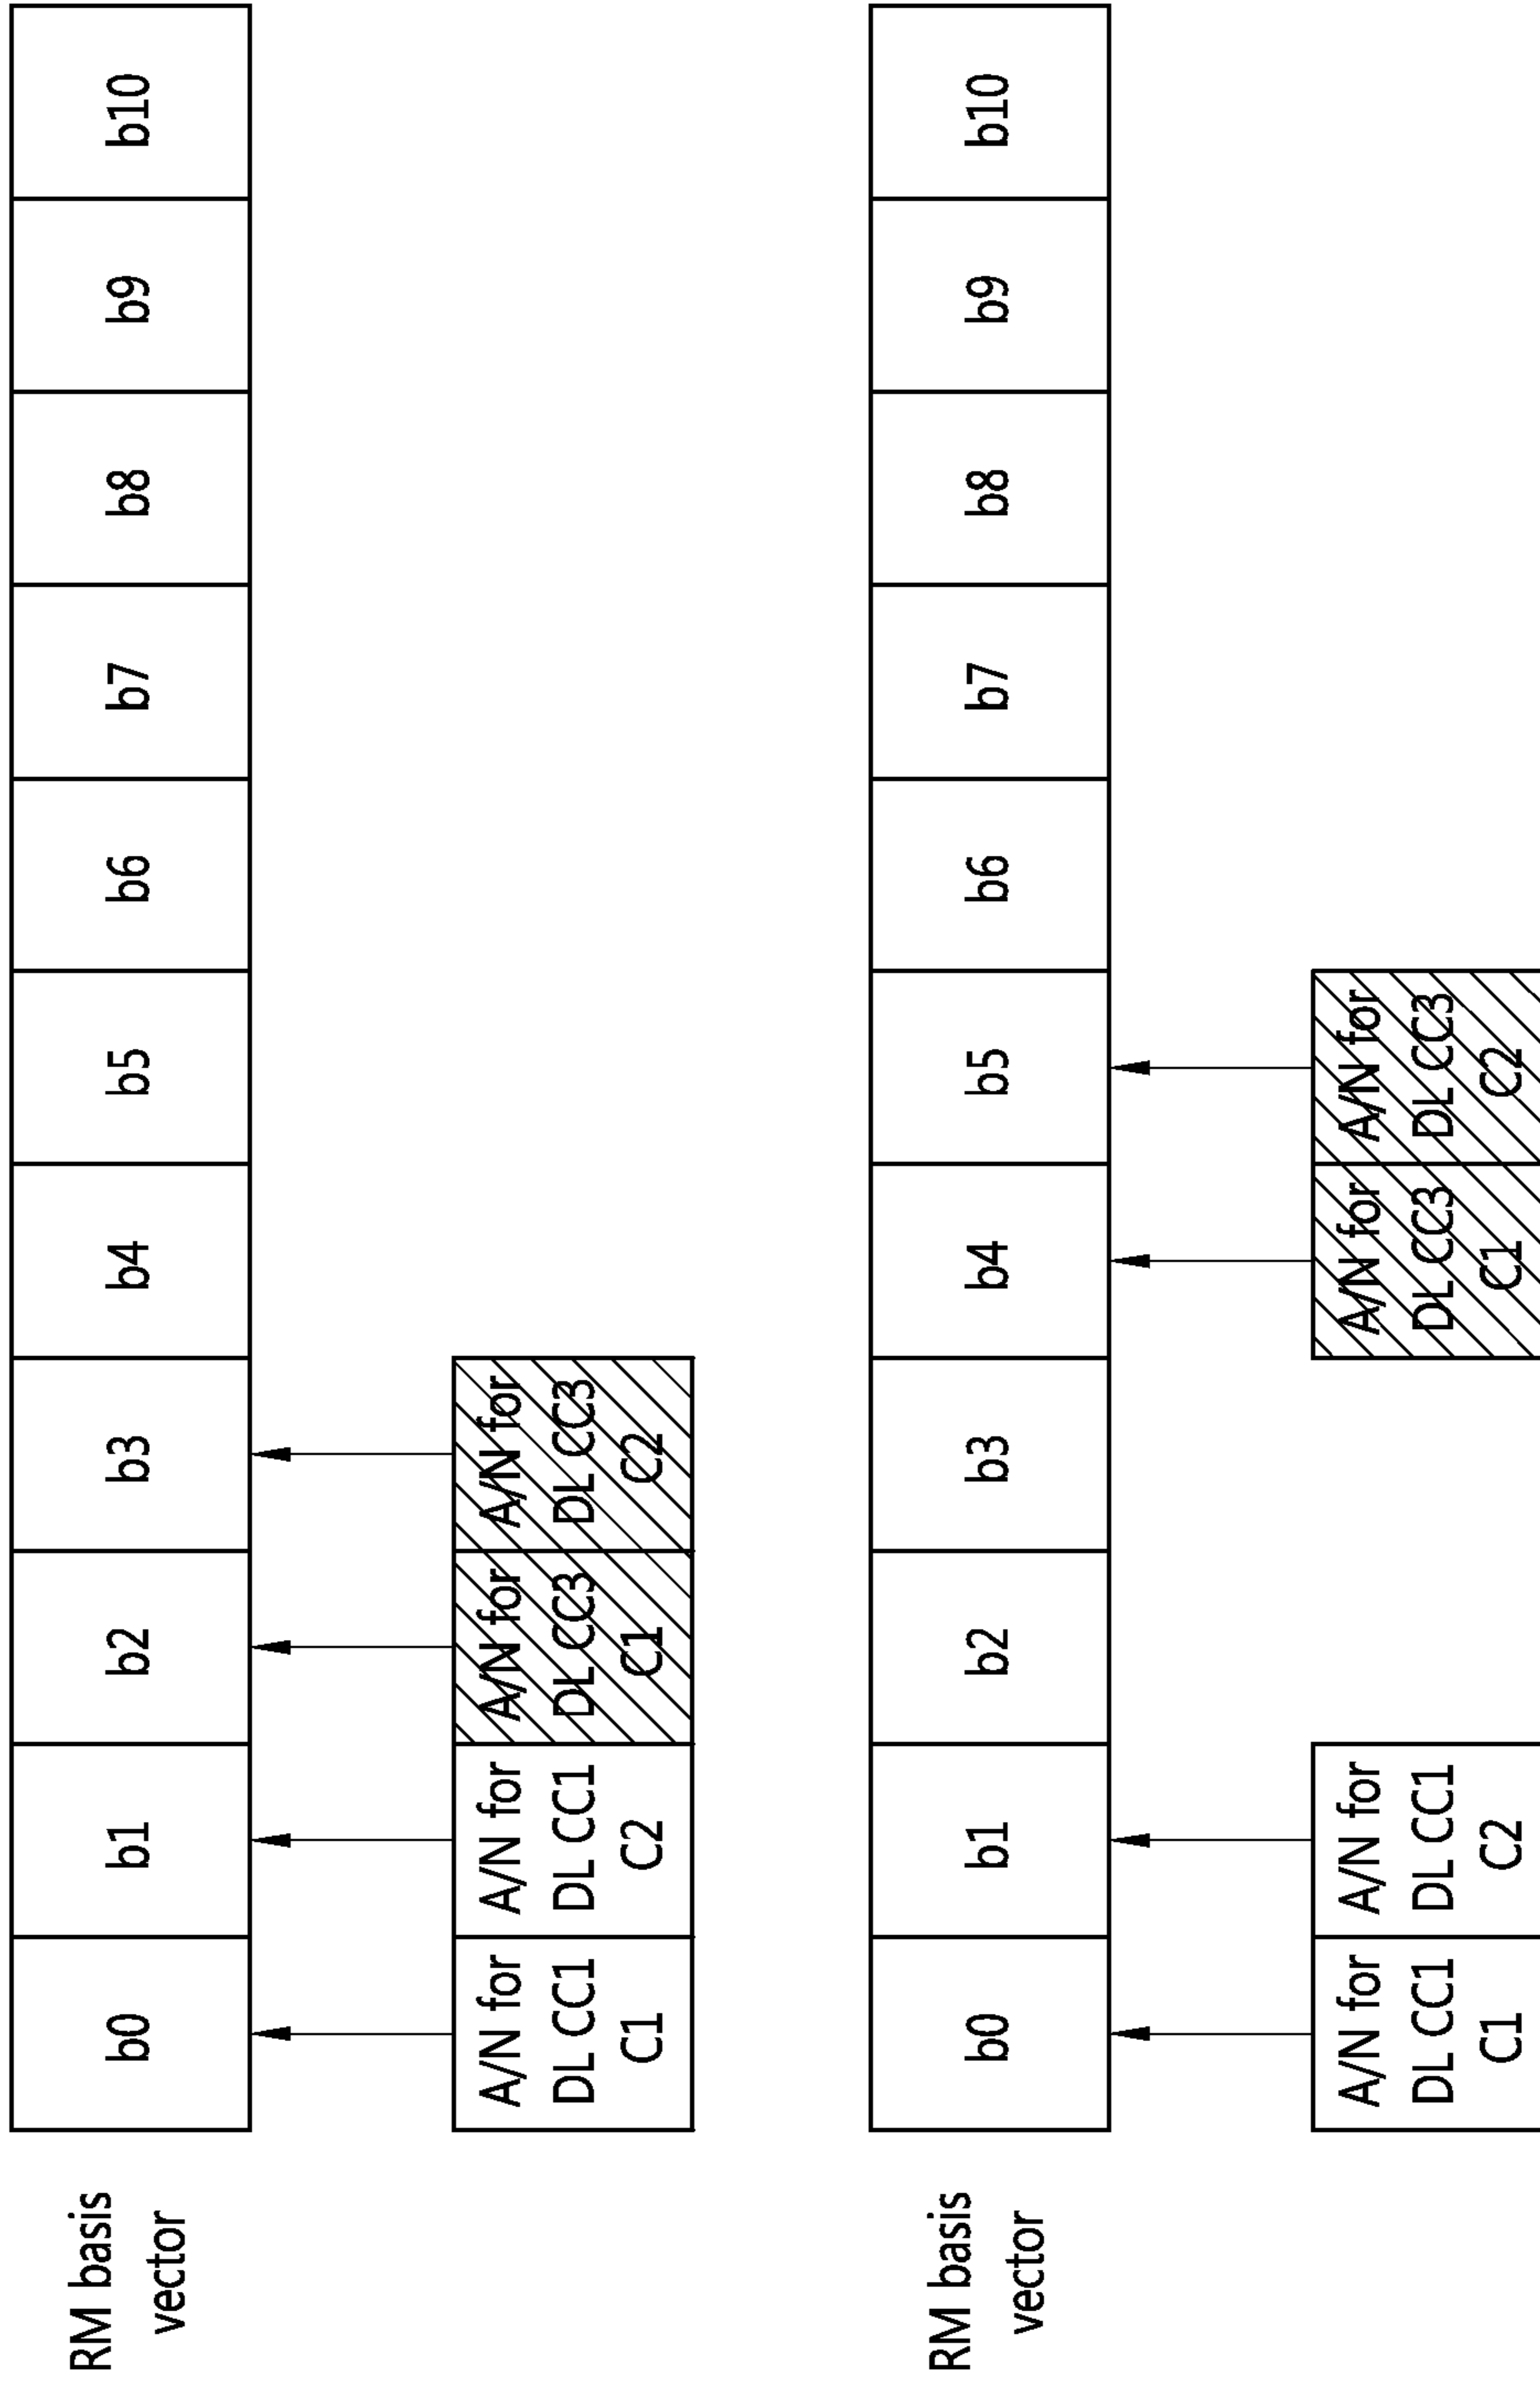 RM basis
vector
b0
b1
b2
b3
b4
b5
b6
b7
b8
b9
b10
A/N for
DL CC1
C1
A/N for
DL CC1
C2
A/N for
DL CC3
C1
A/N for
DL CC3
C2
RM basis
vector
b0
b1
b2
b3
b4
b5
b6
b7
b8
b9
b10
A/N for
DL CC1
C1
A/N for
DL CC1
C2
A/N for
DL CC3
C1
A/N for
DL CC3
C2